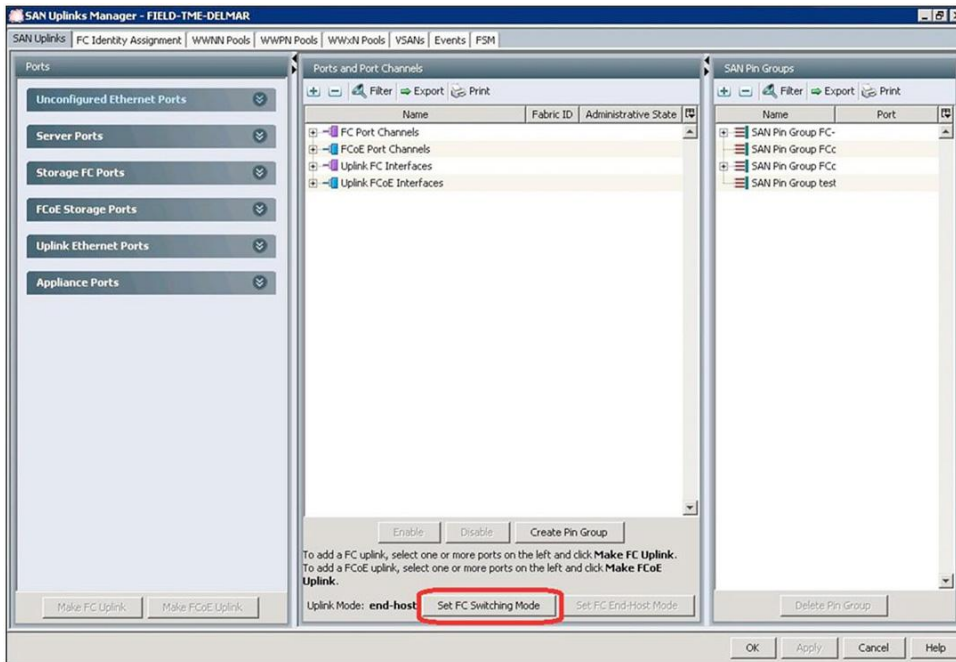 SAN Uplinks Manager - FIELD-TME-DELMAR
SAN Uplinks FC Identity Assignment WWNN Pools WWPN Pools WWxN Pools VSANs Events FSM
Ports
Unconfigured Ethernet Ports
Server Ports
Storage FC Ports
FCoE Storage Ports
Uplink Ethernet Ports
Appliance Ports
Make FC Uplink Make FCoE Uplink
Ports and Port Channels
Filter Export Print
Name Fabric ID Administrative State
FC Port Channels
FCoE Port Channels
Uplink FC Interfaces
Uplink FCoE Interfaces
Enable Disable Create Pin Group
To add a FC uplink, select one or more ports on the left and click Make FC Uplink.
To add a FCoE uplink, select one or more ports on the left and click Make FCoE
Uplink.
Uplink Mode: end-host Set FC Switching Mode Set FC End-Host Mode
SAN Pin Groups
Filter Export Print
Name Port
SAN Pin Group FC-
SAN Pin Group FCc
SAN Pin Group FCc
SAN Pin Group test
Delete Pin Group
OK Apply Cancel Help